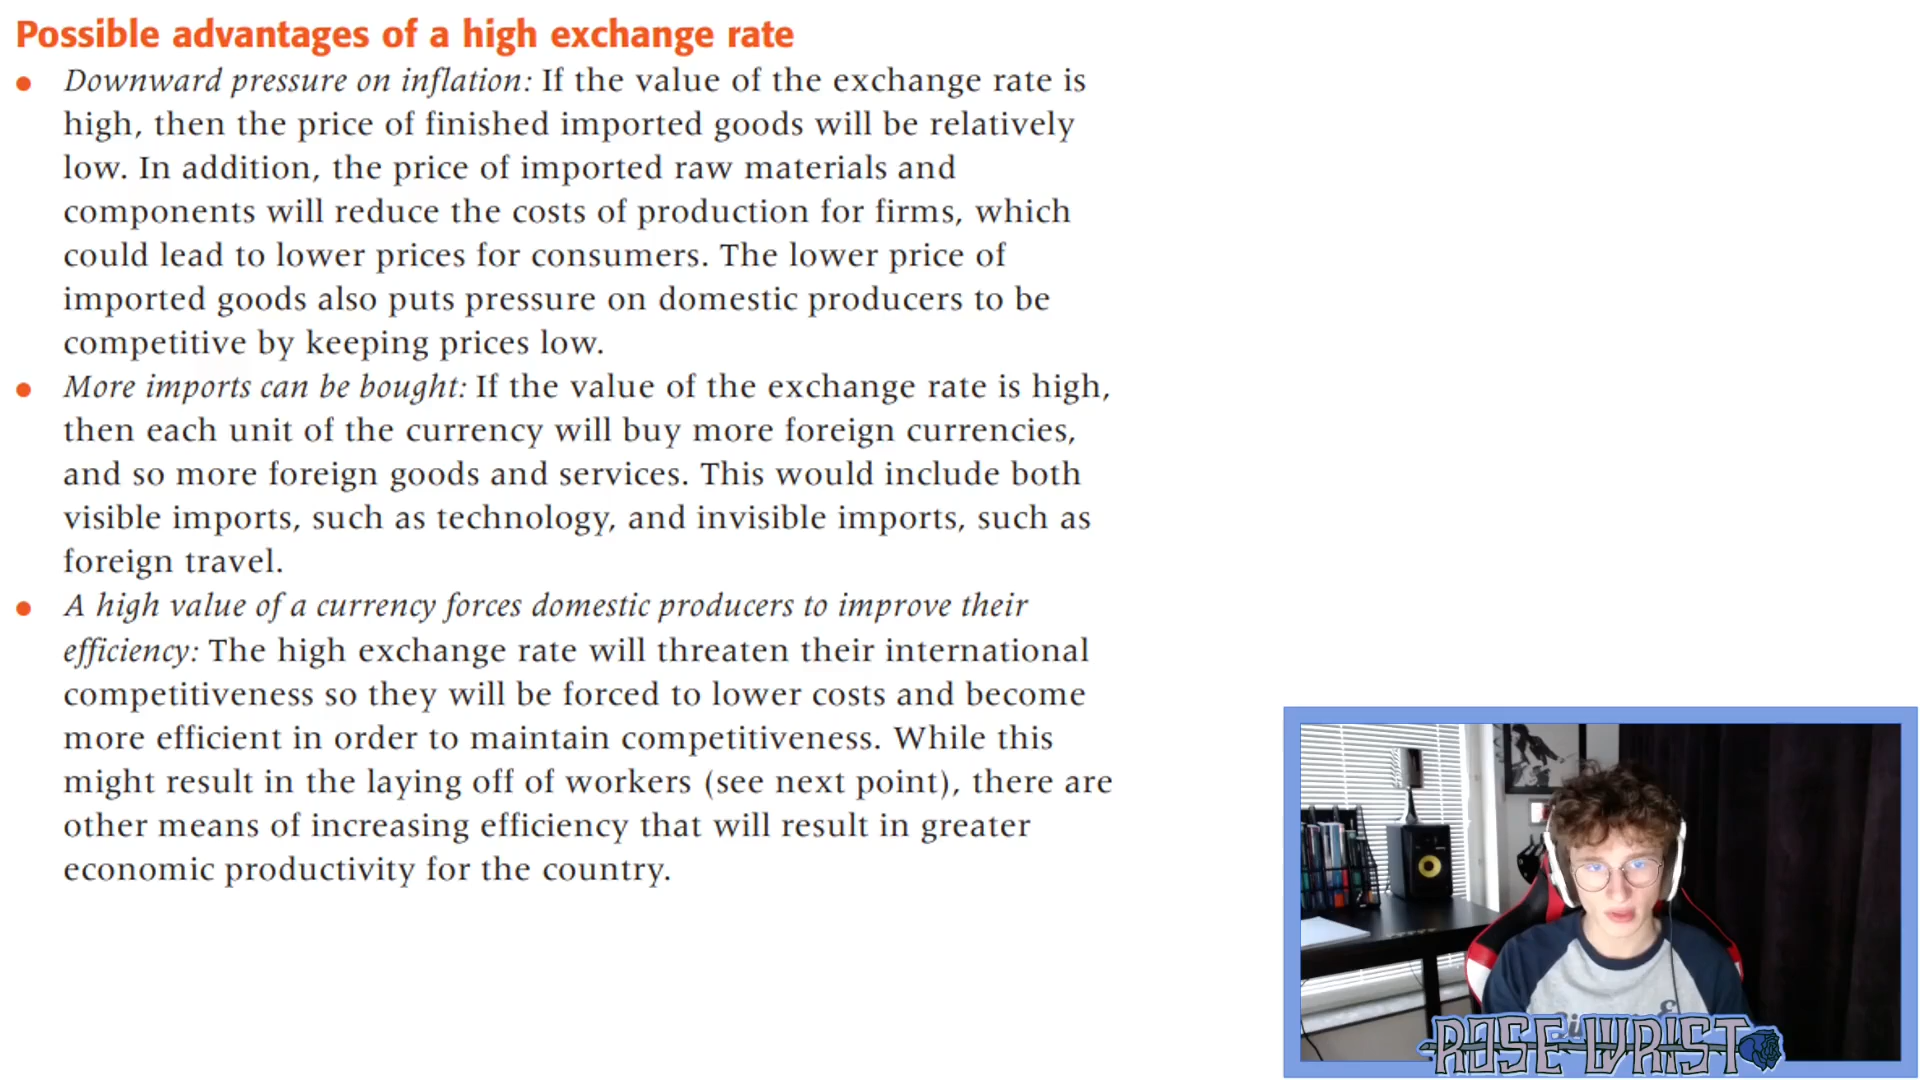 Possible advantages of a high exchange rate
• Downward pressure on inflation: If the value of the exchange rate is
high, then the price of finished imported goods will be relatively
low. In addition, the price of imported raw materials and
components will reduce the costs of production for firms, which
could lead to lower prices for consumers. The lower price of
imported goods also puts pressure on domestic producers to be
competitive by keeping prices low.
• More imports can be bought: If the value of the exchange rate is high,
then each unit of the currency will buy more foreign currencies,
and so more foreign goods and services. This would include both
visible imports, such as technology, and invisible imports, such as
foreign travel.
• A high value of a currency forces domestic producers to improve their
efficiency: The high exchange rate will threaten their international
competitiveness so they will be forced to lower costs and become
more efficient in order to maintain competitiveness. While this
might result in the laying off of workers (see next point), there are
other means of increasing efficiency that will result in greater
economic productivity for the country.
ROSE WRIST